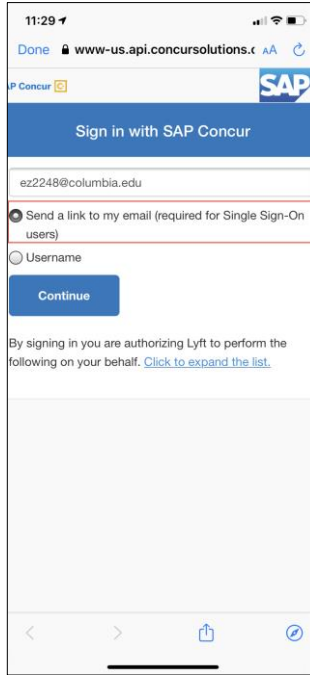 11:29
Done www-us.api.concursolutions.c AA
P Concur C
SAP
Sign in with SAP Concur
ez2248@columbia.edu
Send a link to my email (required for Single Sign-On
users)
Username
Continue
By signing in you are authorizing Lyft to perform the
following on your behalf. Click to expand the list.